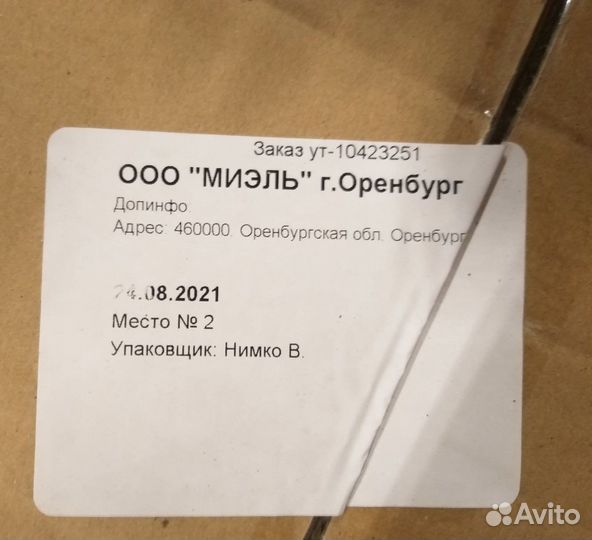 Заказ ут-10423251
ООО "МИЭЛЬ" г.Оренбург
Допинфо
Адрес: 460000. Оренбургская обл. Оренбург
24.08.2021
Место № 2
Упаковщик: Нимко В.
Avito